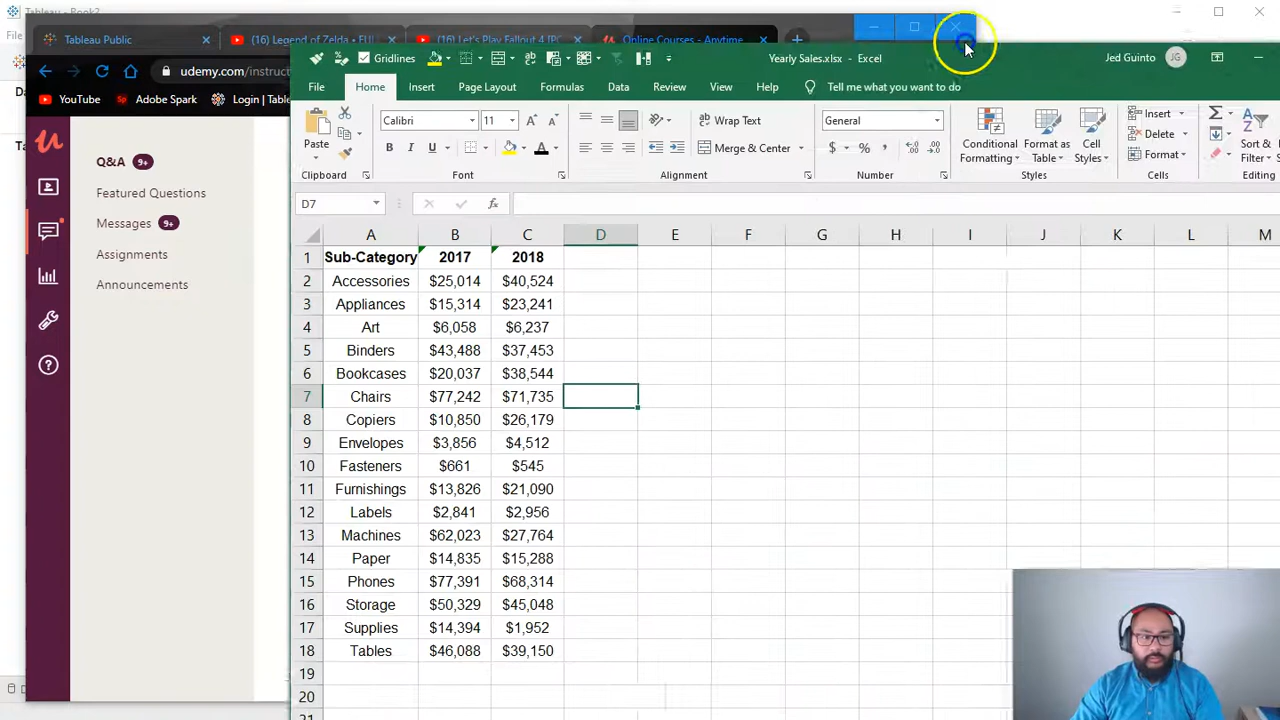 Tableau - Book2
Tableau Public
(16) Legend of Zelda • FUL
(16) Let's Play Fallout 4 [PC
Online Courses - Anytime
udemy.com/instruct
YouTube
Adobe Spark
Login | Tabl
Q&A 9+
Featured Questions
Messages 9+
Assignments
Announcements
Gridlines
Yearly Sales.xlsx - Excel
Jed Guinto
JG
File Home Insert Page Layout Formulas Data Review View Help Tell me what you want to do
Paste
Clipboard
Calibri 11
B I U
Font
Wrap Text
Merge & Center
Alignment
General
$ %
Number
Conditional Formatting
Format as Table
Cell Styles
Styles
Insert
Delete
Format
Cells
Sort & Filter
Editing
D7
fx
A B C D E F G H I J K L M
1 Sub-Category 2017 2018
2 Accessories $25,014 $40,524
3 Appliances $15,314 $23,241
4 Art $6,058 $6,237
5 Binders $43,488 $37,453
6 Bookcases $20,037 $38,544
7 Chairs $77,242 $71,735
8 Copiers $10,850 $26,179
9 Envelopes $3,856 $4,512
10 Fasteners $661 $545
11 Furnishings $13,826 $21,090
12 Labels $2,841 $2,956
13 Machines $62,023 $27,764
14 Paper $14,835 $15,288
15 Phones $77,391 $68,314
16 Storage $50,329 $45,048
17 Supplies $14,394 $1,952
18 Tables $46,088 $39,150
19
20
21